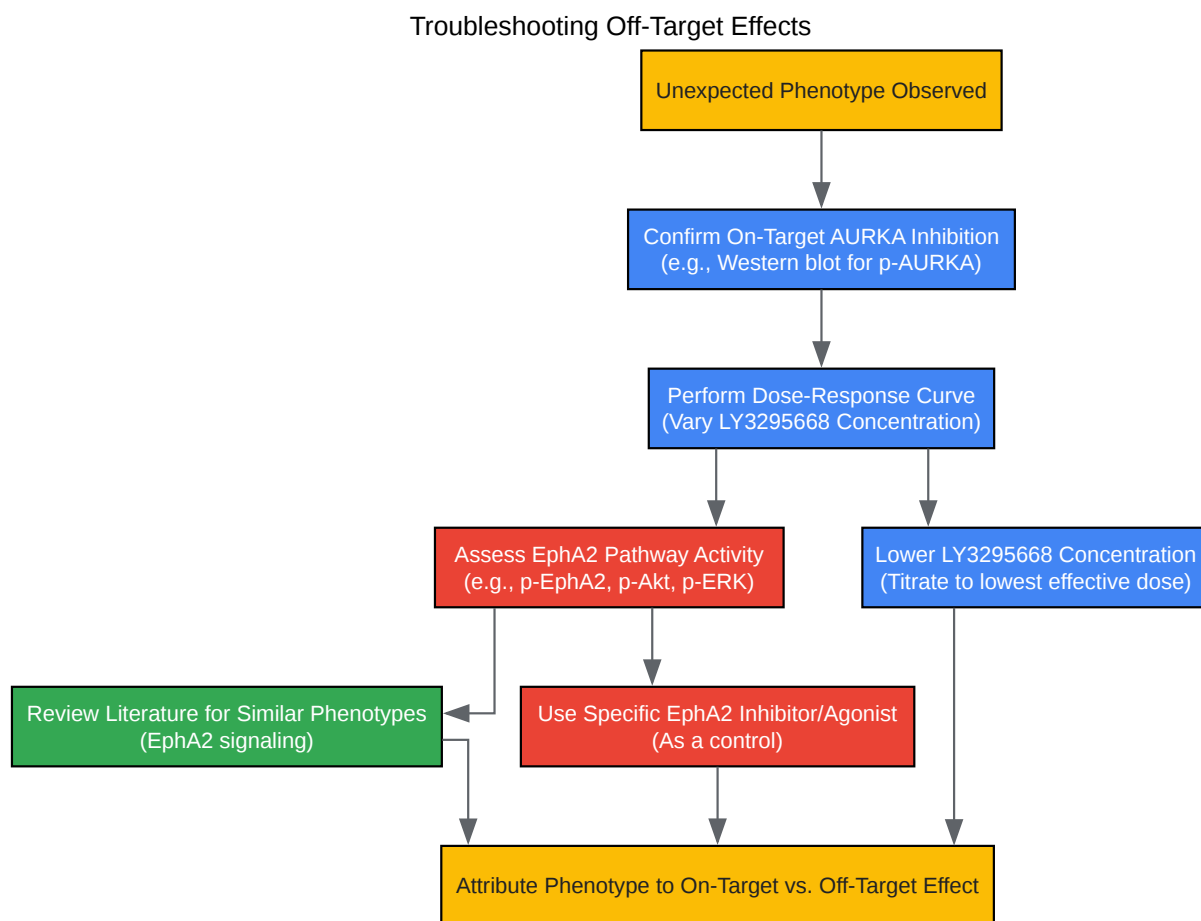 Troubleshooting Off-Target Effects
Unexpected Phenotype Observed
Confirm On-Target AURKA Inhibition
(e.g., Western blot for p-AURKA)
Perform Dose-Response Curve
(Vary LY3295668 Concentration)
Assess EphA2 Pathway Activity
(e.g., p-EphA2, p-Akt, p-ERK)
Lower LY3295668 Concentration
(Titrate to lowest effective dose)
Review Literature for Similar Phenotypes
(EphA2 signaling)
Use Specific EphA2 Inhibitor/Agonist
(As a control)
Attribute Phenotype to On-Target vs. Off-Target Effect